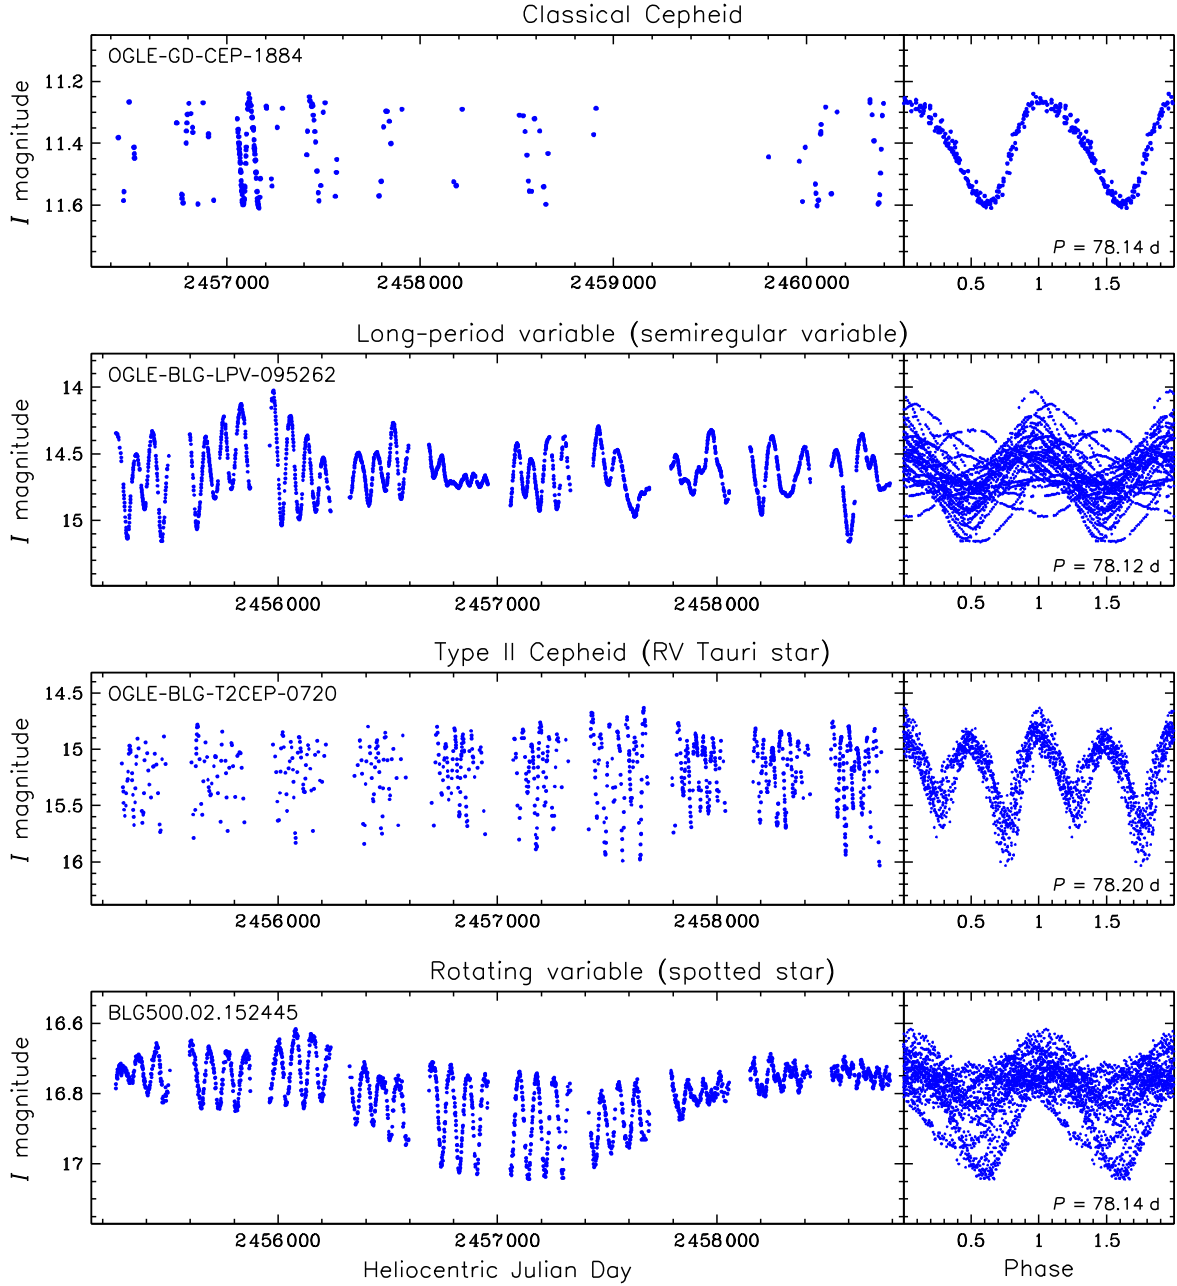 Classical Cepheid
OGLE-GD-CEP-1884
I magnitude
11.2
11.4
11.6
P = 78.14 d
2457000 2458000 2459000 2460000 0.5 1 1.5
Long-period variable (semiregular variable)
OGLE-BLG-LPV-095262
I magnitude
14
14.5
15
P = 78.12 d
2456000 2457000 2458000 0.5 1 1.5
Type II Cepheid (RV Tauri star)
OGLE-BLG-T2CEP-0720
I magnitude
14.5
15
15.5
16
P = 78.20 d
2456000 2457000 2458000 0.5 1 1.5
Rotating variable (spotted star)
BLG500.02.152445
I magnitude
16.6
16.8
17
P = 78.14 d
2456000 2457000 2458000 0.5 1 1.5
Heliocentric Julian Day Phase